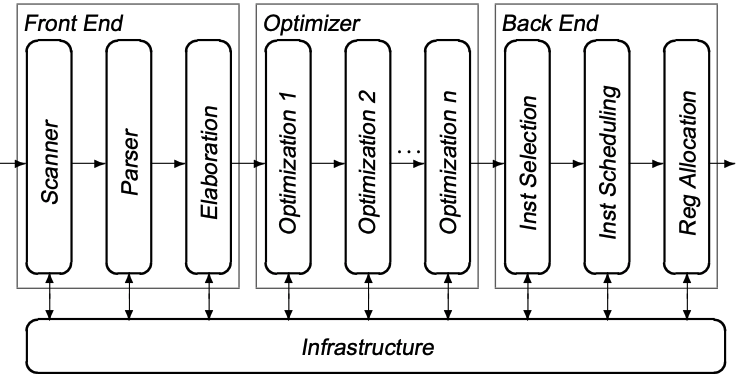 Front End
Optimizer
Back End
Scanner
Parser
Elaboration
Optimization 1
Optimization 2
...
Optimization n
Inst Selection
Inst Scheduling
Reg Allocation
Infrastructure